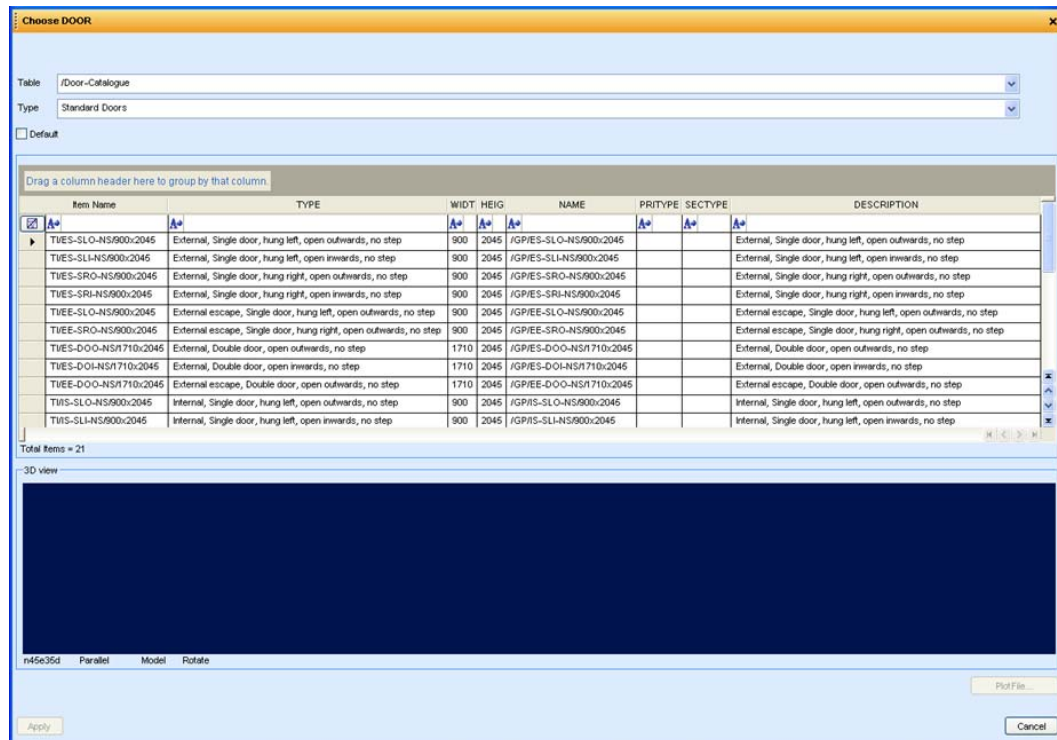 Choose DOOR
Table /Door-Catalogue
Type Standard Doors
Default
Drag a column header here to group by that column.
Item Name TYPE WIDT HEIG NAME PRITYPE SECTYPE DESCRIPTION
TI/ES-SLO-NS/900x2045 External, Single door, hung left, open outwards, no step 900 2045 /GP/ES-SLO-NS/900x2045 External, Single door, hung left, open outwards, no step
TI/ES-SLI-NS/900x2045 External, Single door, hung left, open inwards, no step 900 2045 /GP/ES-SLI-NS/900x2045 External, Single door, hung left, open inwards, no step
TI/ES-SRO-NS/900x2045 External, Single door, hung right, open outwards, no step 900 2045 /GP/ES-SRO-NS/900x2045 External, Single door, hung right, open outwards, no step
TI/ES-SRI-NS/900x2045 External, Single door, hung right, open inwards, no step 900 2045 /GP/ES-SRI-NS/900x2045 External, Single door, hung right, open inwards, no step
TI/EE-SLO-NS/900x2045 External escape, Single door, hung left, open outwards, no step 900 2045 /GP/EE-SLO-NS/900x2045 External escape, Single door, hung left, open outwards, no step
TI/EE-SRO-NS/900x2045 External escape, Single door, hung right, open outwards, no step 900 2045 /GP/EE-SRO-NS/900x2045 External escape, Single door, hung right, open outwards, no step
TI/ES-DOO-NS/1710x2045 External, Double door, open outwards, no step 1710 2045 /GP/ES-DOO-NS/1710x2045 External, Double door, open outwards, no step
TI/ES-DOI-NS/1710x2045 External, Double door, open inwards, no step 1710 2045 /GP/ES-DOI-NS/1710x2045 External, Double door, open inwards, no step
TI/EE-DOO-NS/1710x2045 External escape, Double door, open outwards, no step 1710 2045 /GP/EE-DOO-NS/1710x2045 External escape, Double door, open outwards, no step
TI/IS-SLO-NS/900x2045 Internal, Single door, hung left, open outwards, no step 900 2045 /GP/IS-SLO-NS/900x2045 Internal, Single door, hung left, open outwards, no step
TI/IS-SLI-NS/900x2045 Internal, Single door, hung left, open inwards, no step 900 2045 /GP/IS-SLI-NS/900x2045 Internal, Single door, hung left, open inwards, no step
Total Items = 21
3D view
n45e35d Parallel Model Rotate
PlotFile...
Apply Cancel